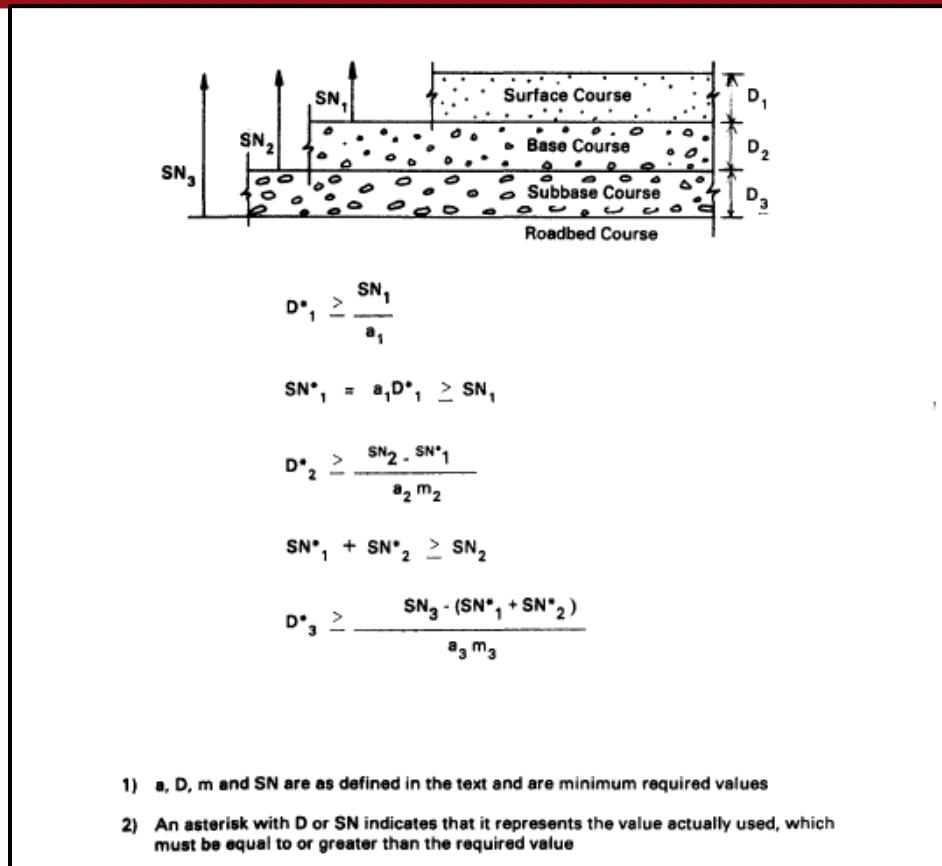 SN₁ Surface Course D₁
SN₂ Base Course D₂
SN₃ Subbase Course D₃
Roadbed Course
D*₁ ≥ SN₁ / a₁
SN*₁ = a₁D*₁ ≥ SN₁
D*₂ ≥ SN₂ - SN*₁ / a₂ m₂
SN*₁ + SN*₂ ≥ SN₂
D*₃ ≥ SN₃ - (SN*₁ + SN*₂) / a₃ m₃
1) a, D, m and SN are as defined in the text and are minimum required values
2) An asterisk with D or SN indicates that it represents the value actually used, which
must be equal to or greater than the required value